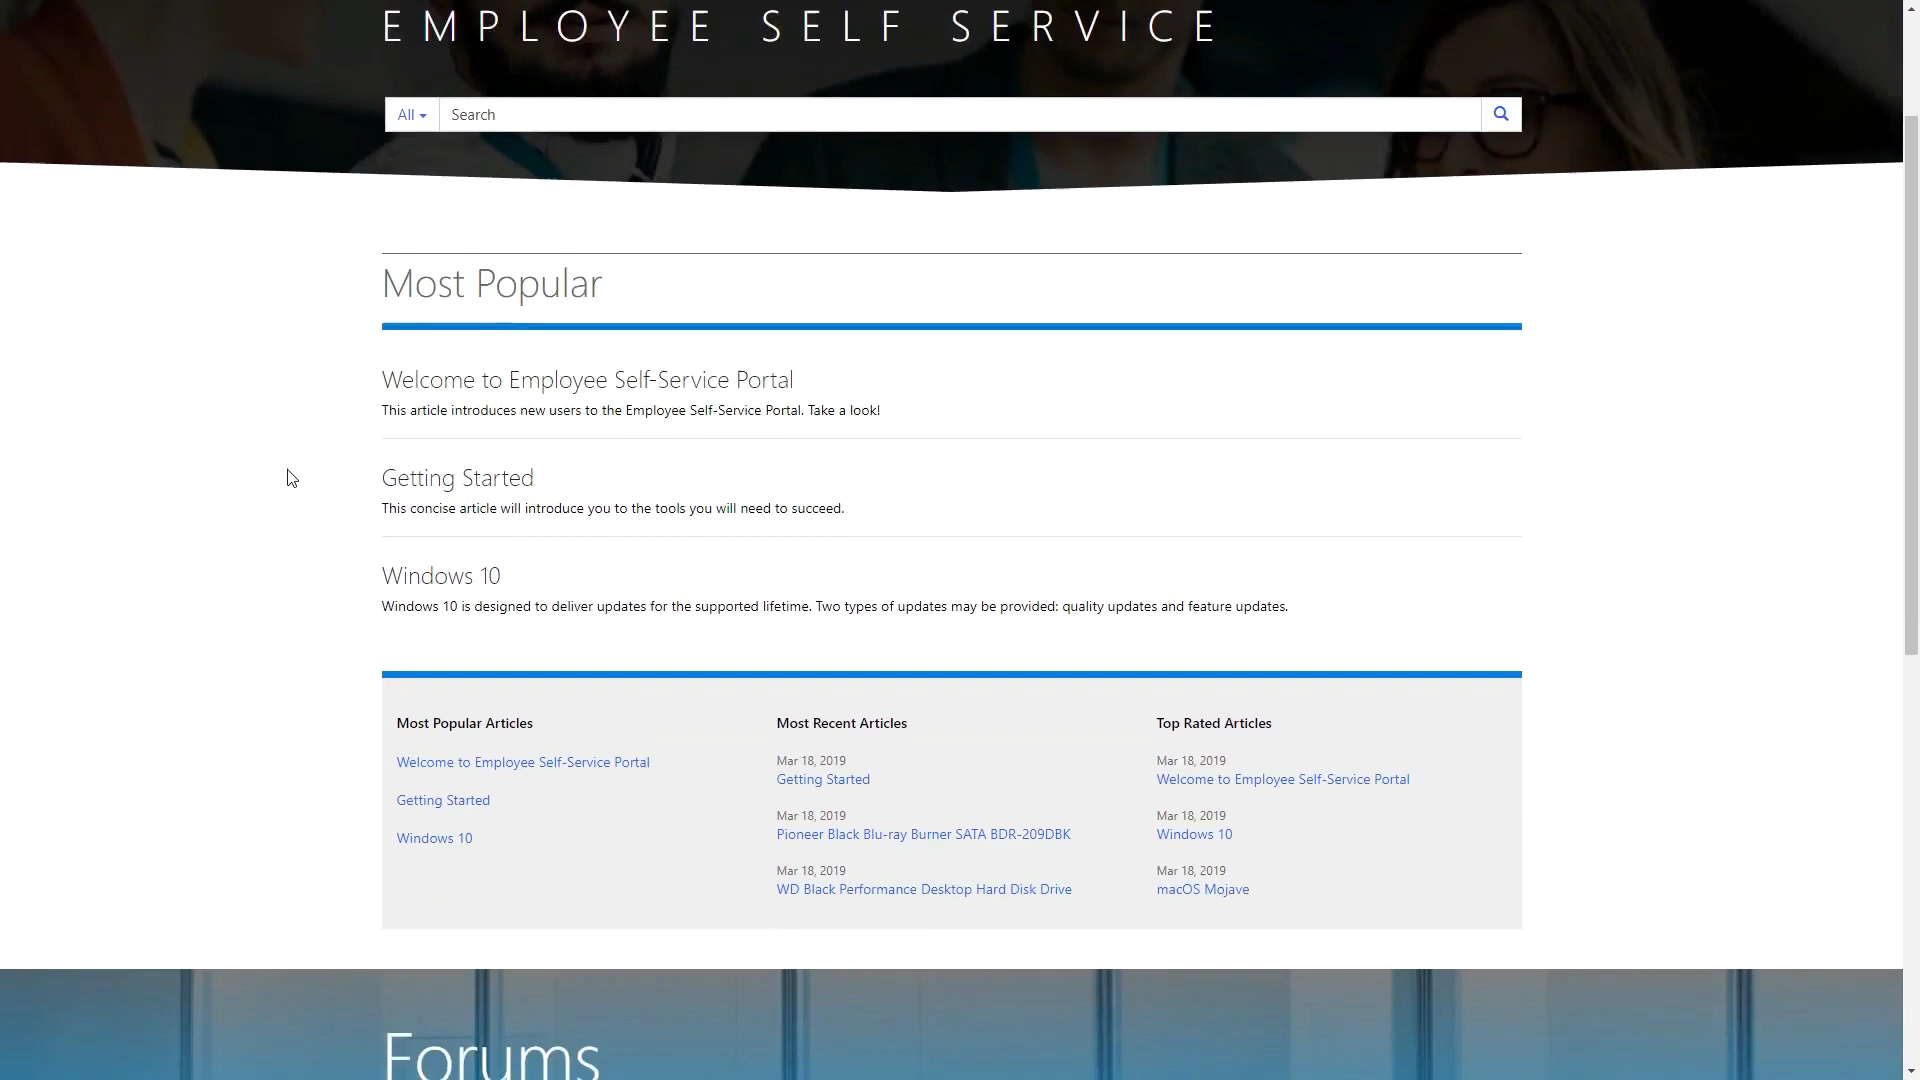 EMPLOYEE SELF SERVICE
All
Search
Most Popular
Welcome to Employee Self-Service Portal
This article introduces new users to the Employee Self-Service Portal. Take a look!
Getting Started
This concise article will introduce you to the tools you will need to succeed.
Windows 10
Windows 10 is designed to deliver updates for the supported lifetime. Two types of updates may be provided: quality updates and feature updates.
Most Popular Articles
Welcome to Employee Self-Service Portal
Getting Started
Windows 10
Most Recent Articles
Mar 18, 2019
Getting Started
Mar 18, 2019
Pioneer Black Blu-ray Burner SATA BDR-209DBK
Mar 18, 2019
WD Black Performance Desktop Hard Disk Drive
Top Rated Articles
Mar 18, 2019
Welcome to Employee Self-Service Portal
Mar 18, 2019
Windows 10
Mar 18, 2019
macOS Mojave
Forums